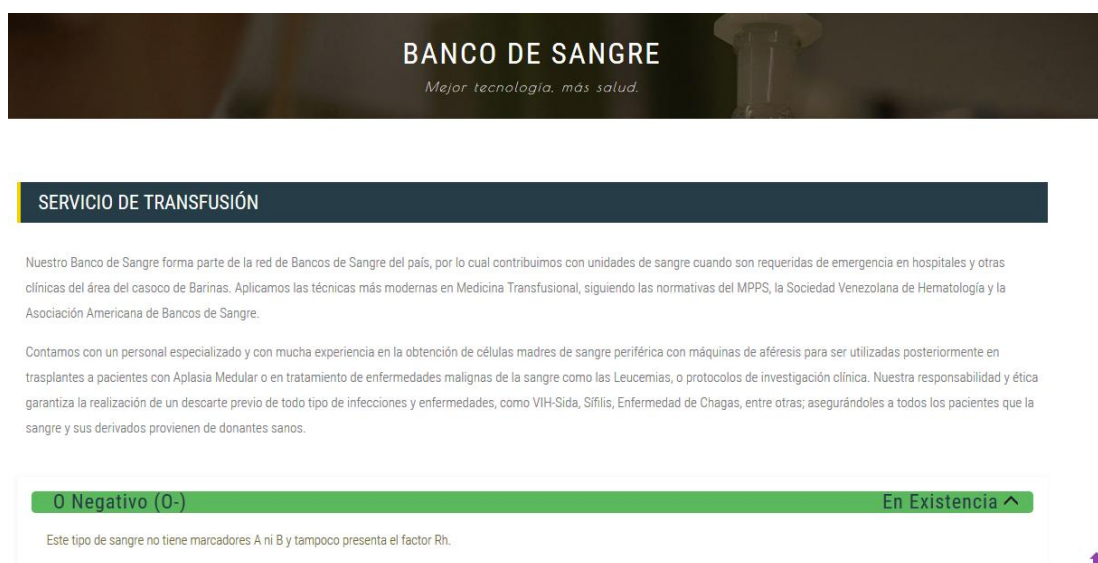 BANCO DE SANGRE
Mejor tecnología, más salud.
SERVICIO DE TRANSFUSIÓN
Nuestro Banco de Sangre forma parte de la red de Bancos de Sangre del país, por lo cual contribuimos con unidades de sangre cuando son requeridas de emergencia en hospitales y otras
clínicas del área del casoco de Barinas. Aplicamos las técnicas más modernas en Medicina Transfusional, siguiendo las normativas del MPPS, la Sociedad Venezolana de Hematología y la
Asociación Americana de Bancos de Sangre.
Contamos con un personal especializado y con mucha experiencia en la obtención de células madres de sangre periférica con máquinas de aféresis para ser utilizadas posteriormente en
trasplantes a pacientes con Aplasia Medular o en tratamiento de enfermedades malignas de la sangre como las Leucemias, o protocolos de investigación clínica. Nuestra responsabilidad y ética
garantiza la realización de un descarte previo de todo tipo de infecciones y enfermedades, como VIH-Sida, Sífilis, Enfermedad de Chagas, entre otras; asegurándoles a todos los pacientes que la
sangre y sus derivados provienen de donantes sanos.
O Negativo (O-) En Existencia
Este tipo de sangre no tiene marcadores A ni B y tampoco presenta el factor Rh.